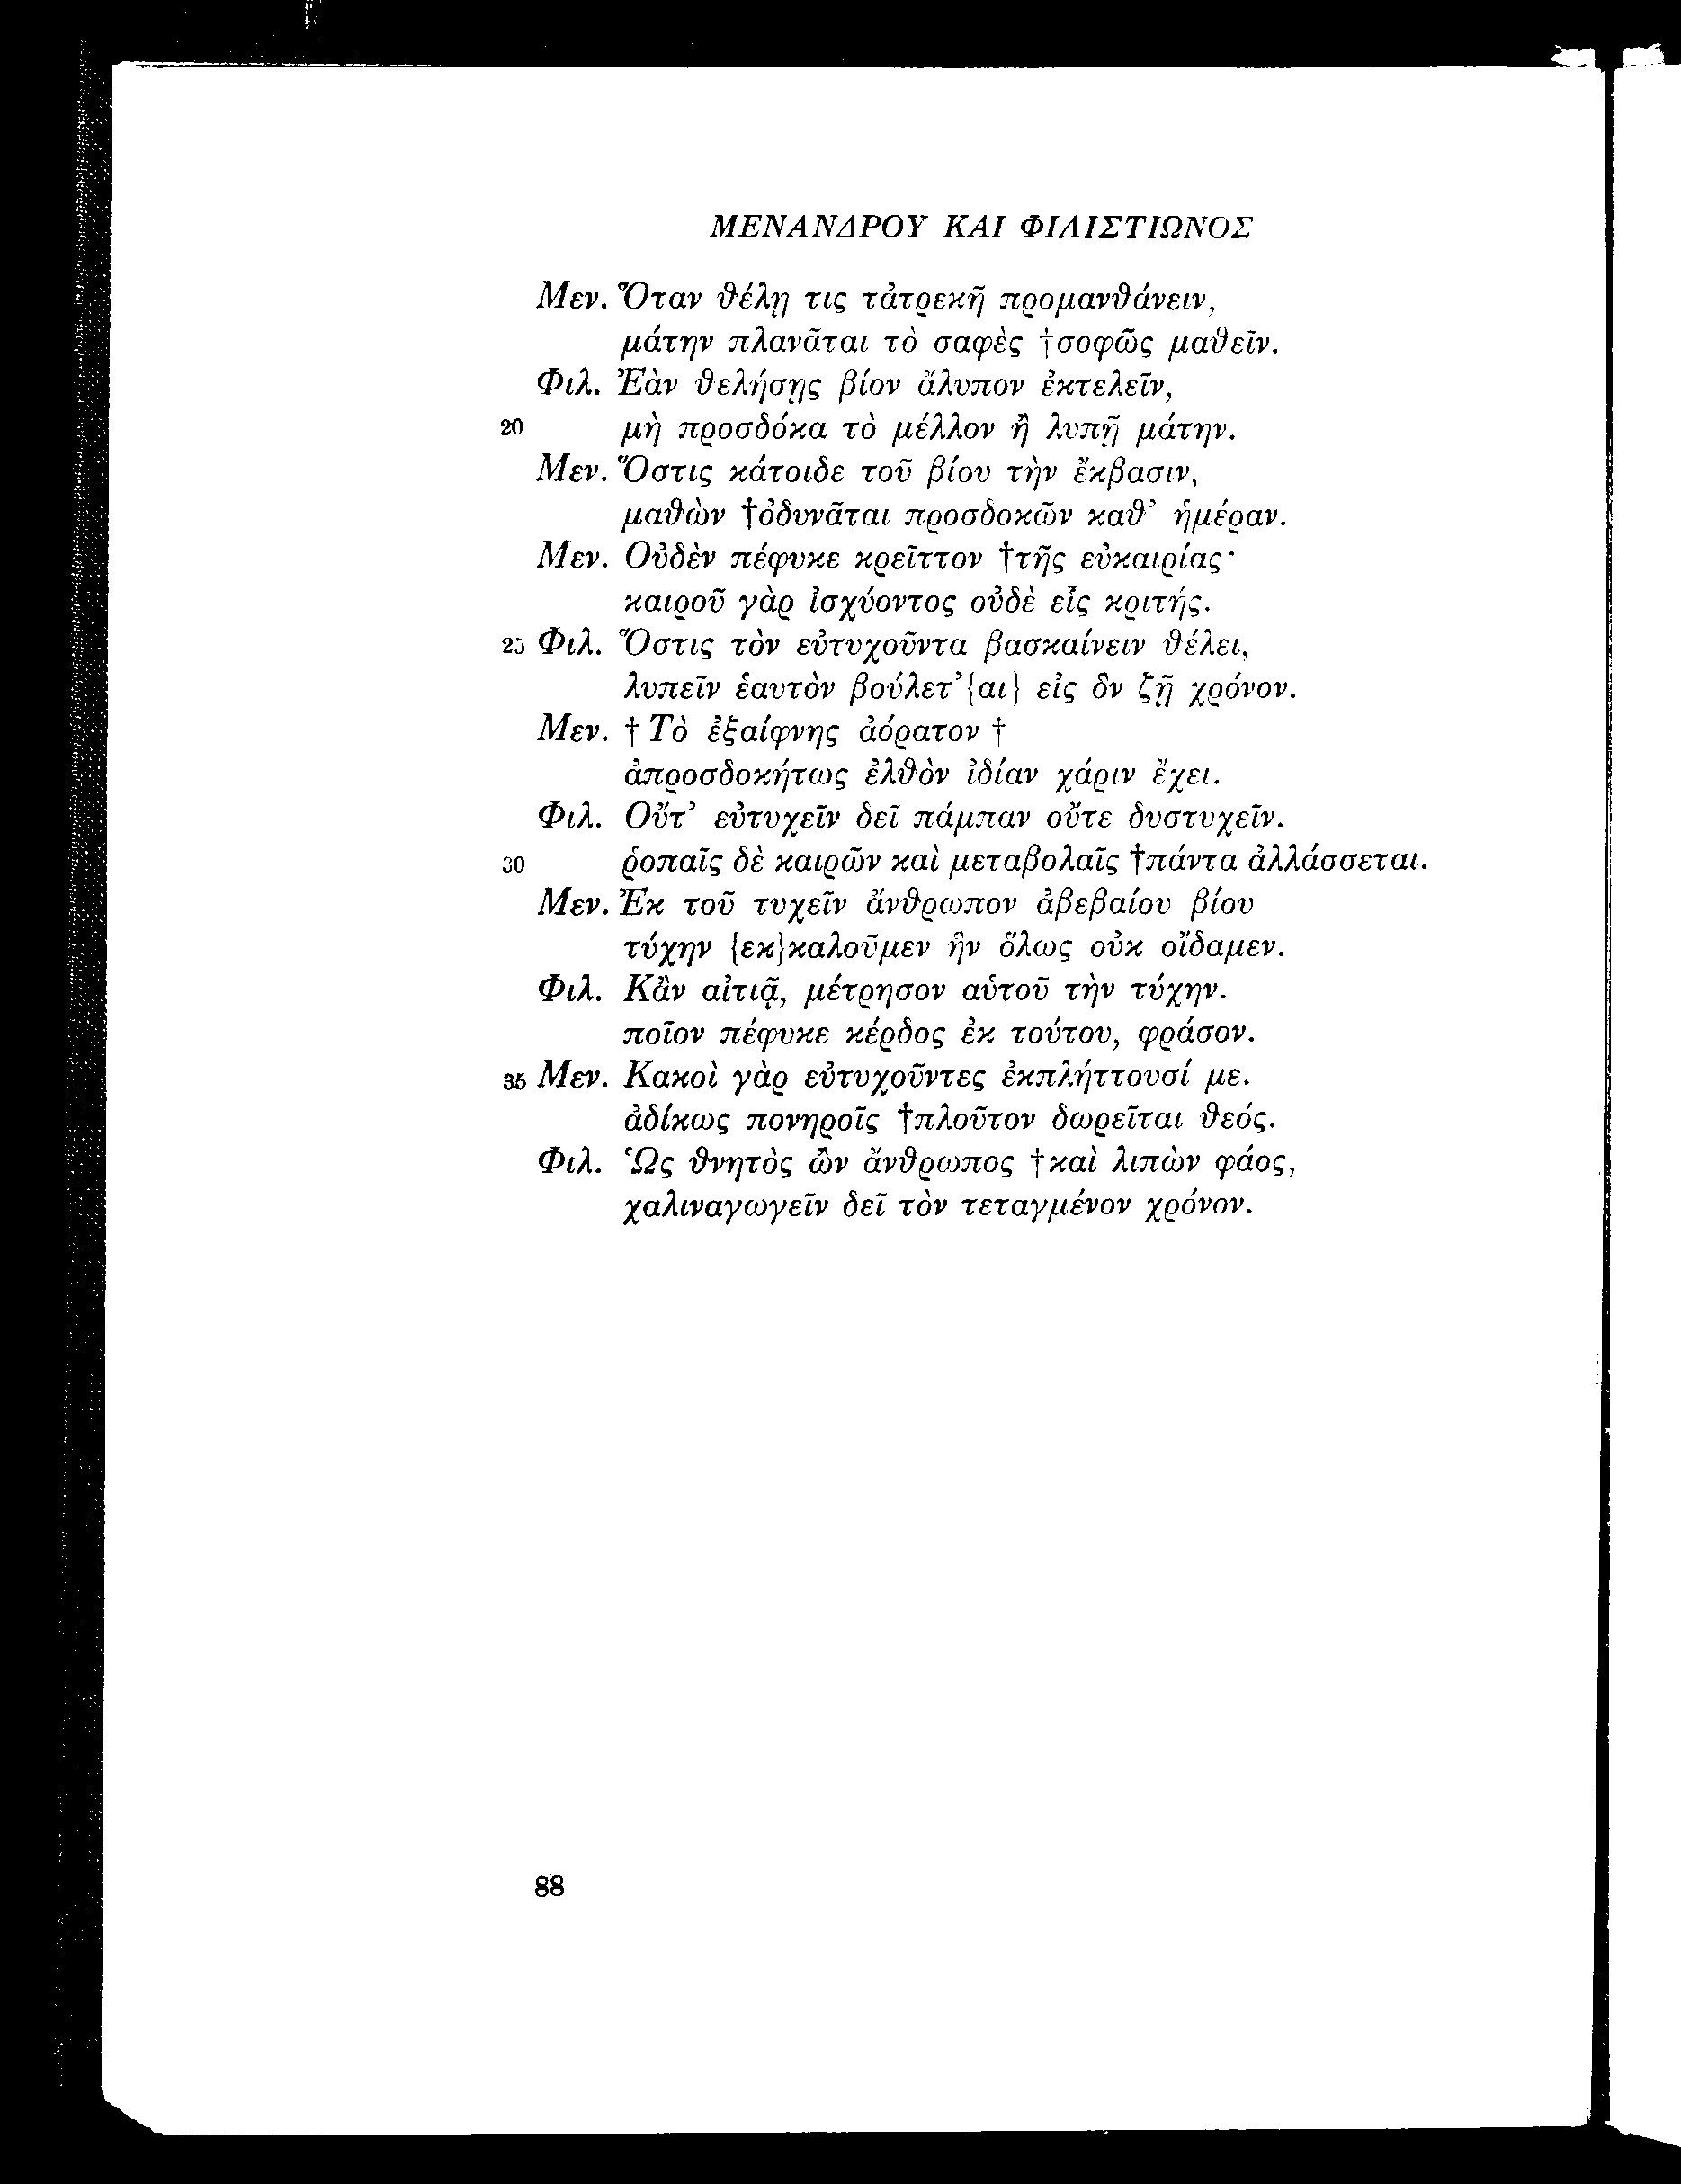 ΜΕΝΑΝΔΡΟΥ ΚΑΙ ΦΙΛΙΣΤΙΩΝΟΣ
Μεν. Ὅταν θέλῃ τις τἀτρεκῆ προμανθάνειν,
μάτην πλανᾶται τὸ σαφὲς †σοφῶς μαθεῖν.
Φιλ. Ἐὰν θελήσῃς βίον ἄλυπον ἐκτελεῖν,
20 μὴ προσδόκα τὸ μέλλον ἢ λυπῇ μάτην.
Μεν. Ὅστις κάτοιδε τοῦ βίου τὴν ἔκβασιν,
μαθὼν †ὀδυνᾶται προσδοκῶν καθ’ ἡμέραν.
Μεν. Οὐδὲν πέφυκε κρεῖττον †τῆς εὐκαιρίας·
καιροῦ γὰρ ἰσχύοντος οὐδὲ εἷς κριτής.
25 Φιλ. Ὅστις τὸν εὐτυχοῦντα βασκαίνειν θέλει,
λυπεῖν ἑαυτὸν βούλετ’{αι} εἰς ὃν ζῇ χρόνον.
Μεν. † Τὸ ἐξαίφνης ἀόρατον †
ἀπροσδοκήτως ἐλθὸν ἰδίαν χάριν ἔχει.
Φιλ. Οὔτ’ εὐτυχεῖν δεῖ πάμπαν οὔτε δυστυχεῖν.
30 ῥοπαῖς δὲ καιρῶν καὶ μεταβολαῖς †πάντα ἀλλάσσεται.
Μεν. Ἐκ τοῦ τυχεῖν ἄνθρωπον ἀβεβαίου βίου
τύχην {εκ}καλοῦμεν ἣν ὅλως οὐκ οἴδαμεν.
Φιλ. Κἂν αἰτιᾷ, μέτρησον αὑτοῦ τὴν τύχην.
ποῖον πέφυκε κέρδος ἐκ τούτου, φράσον.
35 Μεν. Κακοὶ γὰρ εὐτυχοῦντες ἐκπλήττουσί με.
ἀδίκως πονηροῖς †πλοῦτον δωρεῖται θεός.
Φιλ. Ὡς θνητὸς ὢν ἄνθρωπος †καὶ λιπὼν φάος,
χαλιναγωγεῖν δεῖ τὸν τεταγμένον χρόνον.
88